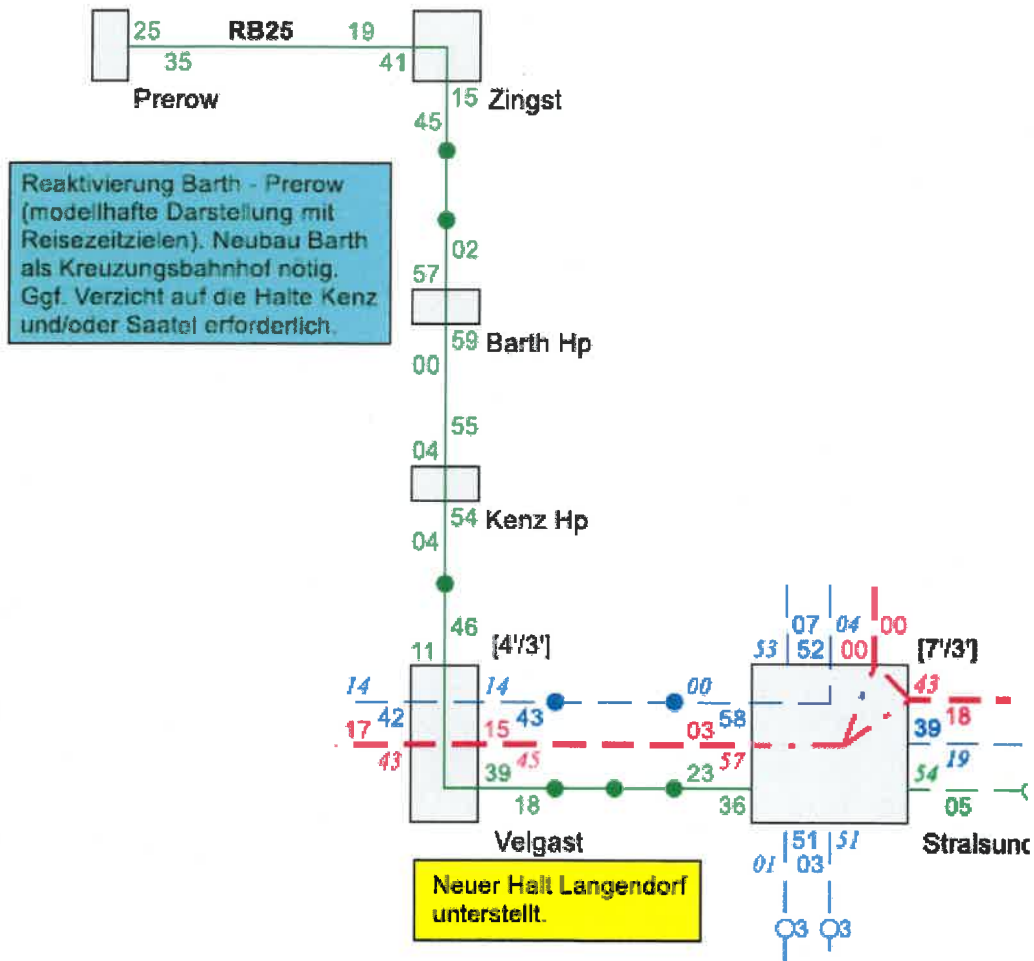 25 RB25 19
35 41
Prerow
15 Zingst
45
Reaktivierung Barth - Prerow
(modellhafte Darstellung mit
Reisezeitzielen). Neubau Barth
als Kreuzungsbahnhof nötig.
Ggf. Verzicht auf die Halte Kenz
und/oder Saatel erforderlich.
02
57
59 Barth Hp
00
55
04
54 Kenz Hp
04
46
11
[4'/3']
07 04 00
53 52 00
[7'/3']
14 14 00 43
42 43 58 18
17 15 03 39
43 45 57 19
39 23 54
18 36 05
Velgast
Stralsund
51 51
01 03
Neuer Halt Langendorf
unterstellt.
3 3